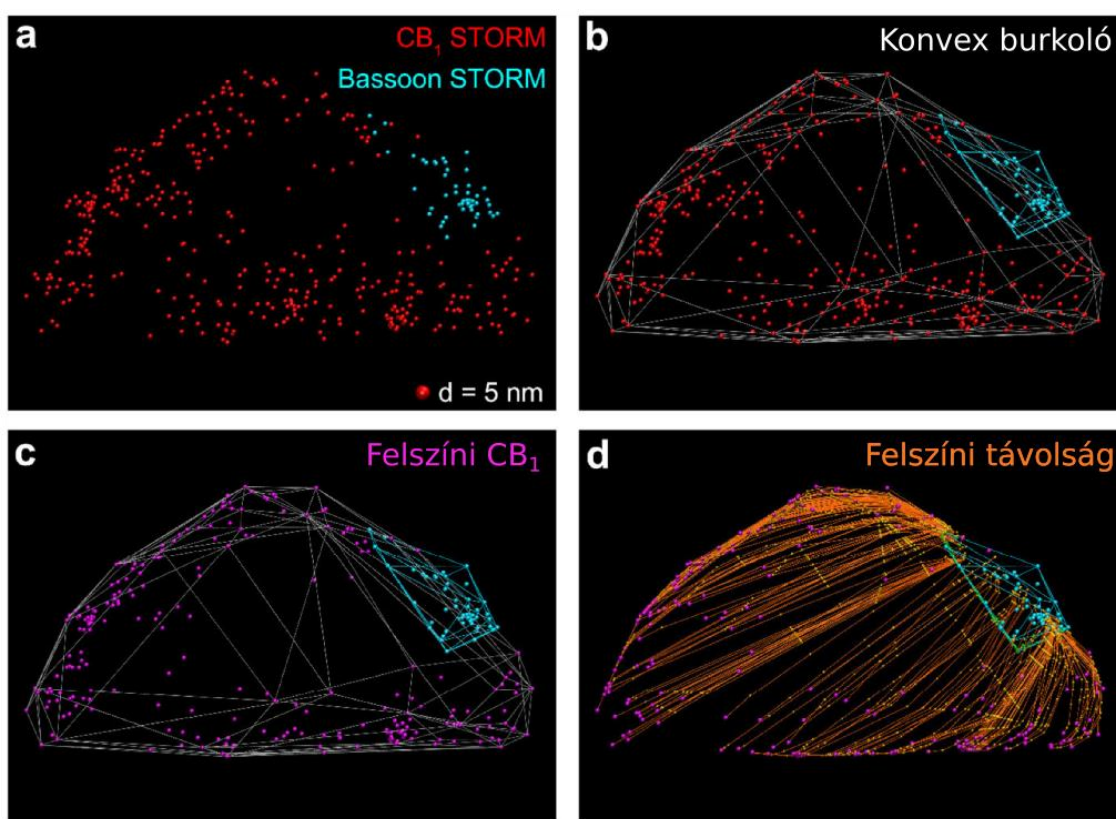 a
CB₁ STORM
Bassoon STORM
d = 5 nm
b
Konvex burkoló
c
Felszíni CB₁
d
Felszíni távolság